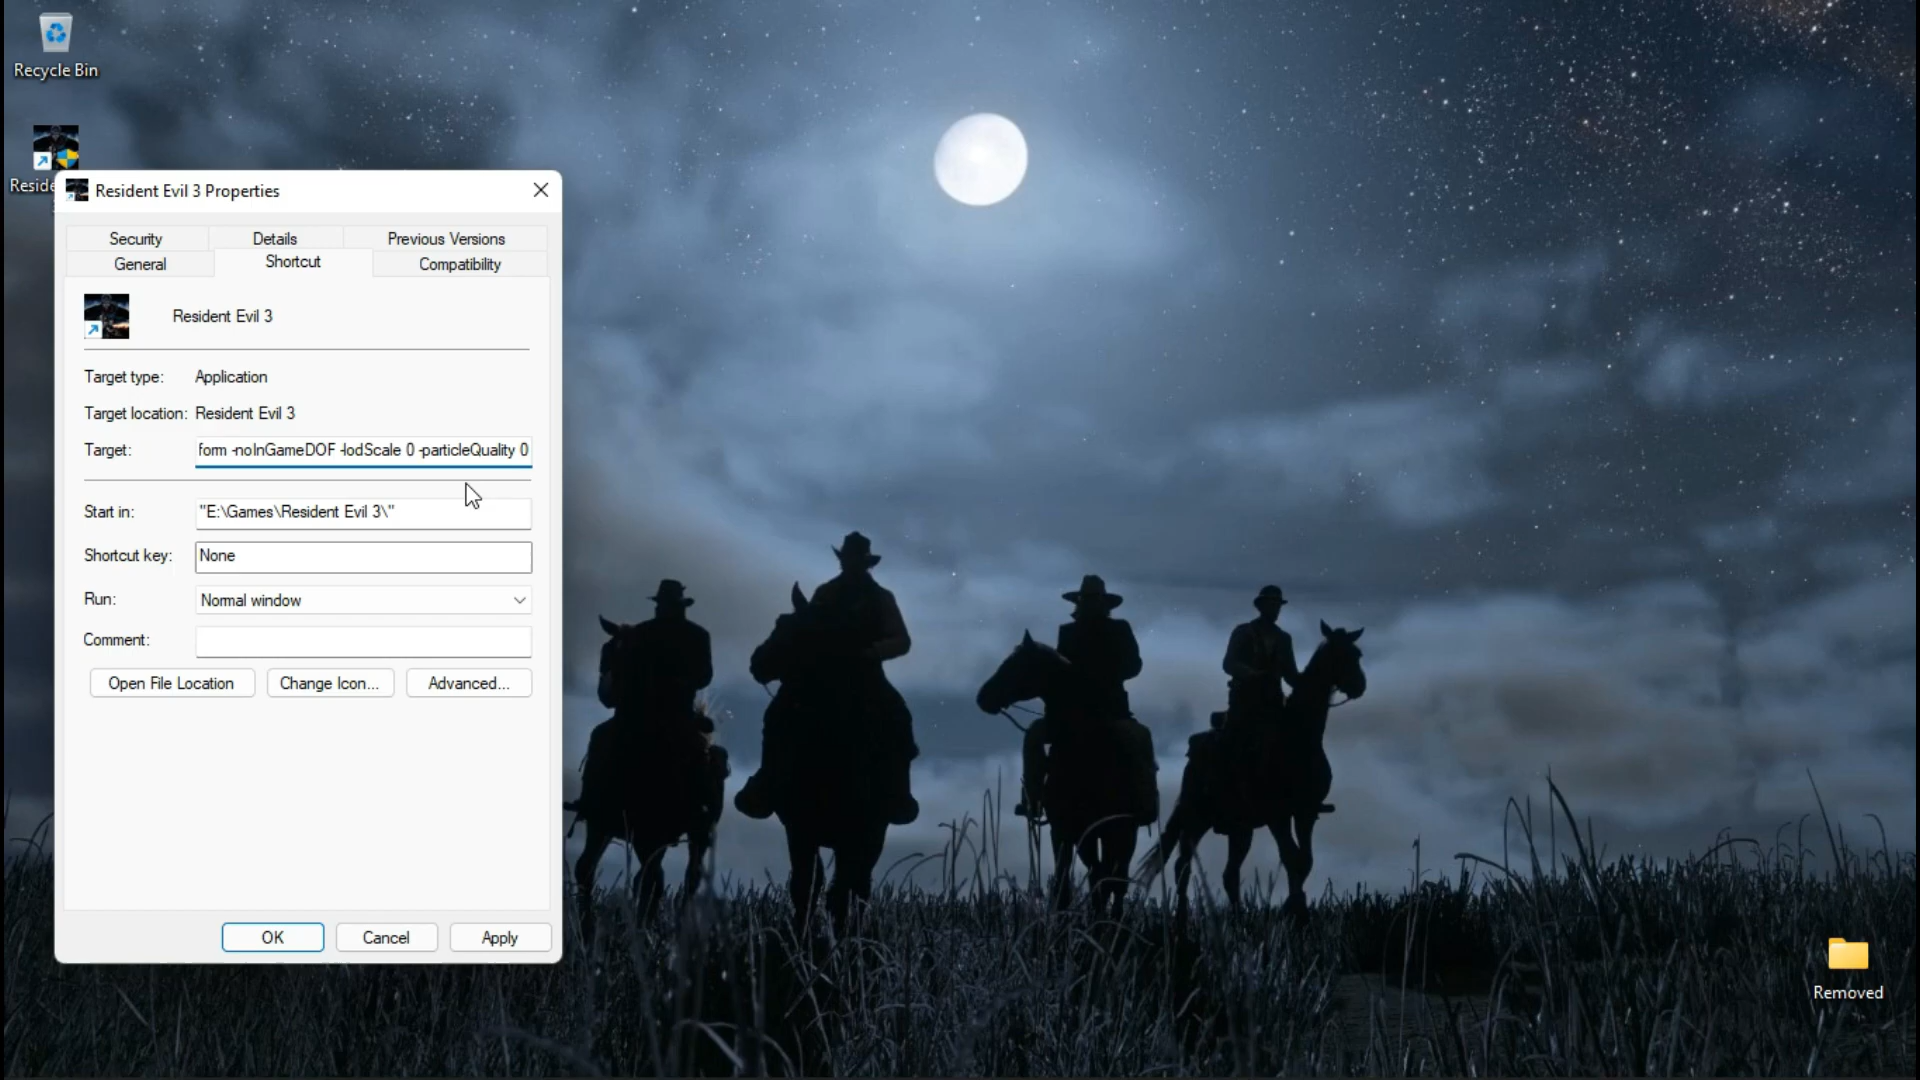 Recycle Bin
Reside
Resident Evil 3 Properties
Security Details Previous Versions
General Shortcut Compatibility
Resident Evil 3
Target type: Application
Target location: Resident Evil 3
Target: form -noInGameDOF -lodScale 0 -particleQuality 0
Start in: "E:\Games\Resident Evil 3\"
Shortcut key: None
Run: Normal window
Comment:
Open File Location Change Icon... Advanced...
OK Cancel Apply
Removed